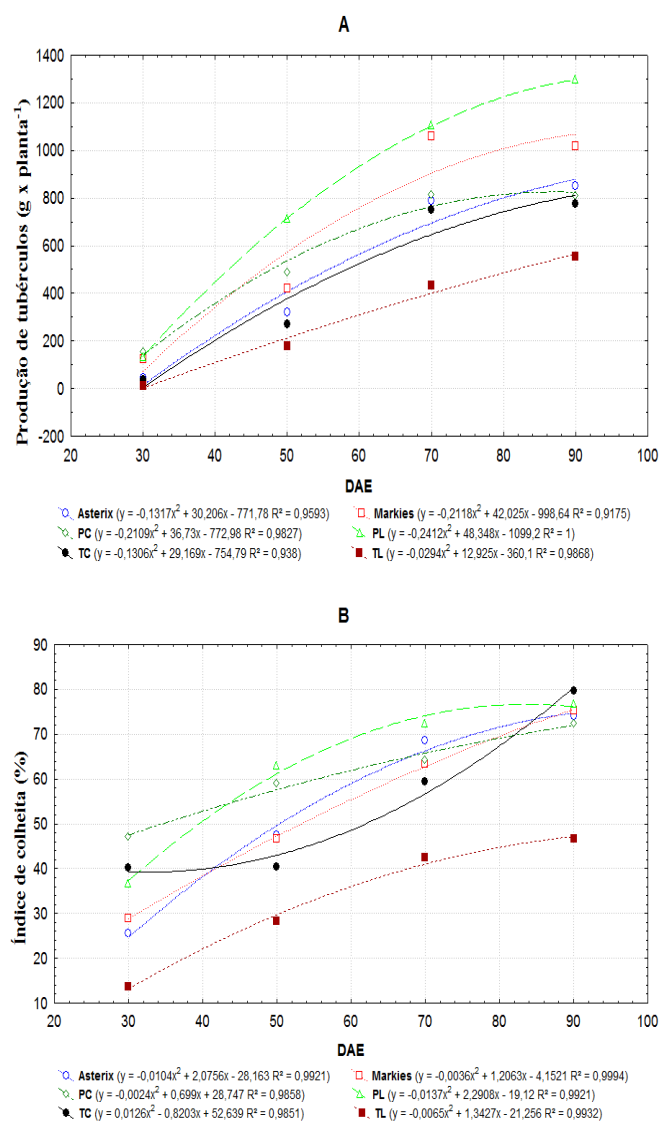 A
Produção de tubérculos (g x planta⁻¹)
1400
1200
1000
800
600
400
200
0
-200
20 30 40 50 60 70 80 90 100
DAE
Asterix (y = -0,1317x² + 30,206x - 771,78 R² = 0,9593)
Markies (y = -0,2118x² + 42,025x - 998,64 R² = 0,9175)
PC (y = -0,2109x² + 36,73x - 772,98 R² = 0,9827)
PL (y = -0,2412x² + 48,348x - 1099,2 R² = 1)
TC (y = -0,1306x² + 29,169x - 754,79 R² = 0,938)
TL (y = -0,0294x² + 12,925x - 360,1 R² = 0,9868)
B
Índice de colheita (%)
90
80
70
60
50
40
30
20
10
20 30 40 50 60 70 80 90 100
DAE
Asterix (y = -0,0104x² + 2,0756x - 28,163 R² = 0,9921)
Markies (y = -0,0036x² + 1,2063x - 4,1521 R² = 0,9994)
PC (y = -0,0024x² + 0,699x + 28,747 R² = 0,9858)
PL (y = -0,0137x² + 2,2908x - 19,12 R² = 0,9921)
TC (y = 0,0126x² - 0,8203x + 52,639 R² = 0,9851)
TL (y = -0,0065x² + 1,3427x - 21,256 R² = 0,9932)